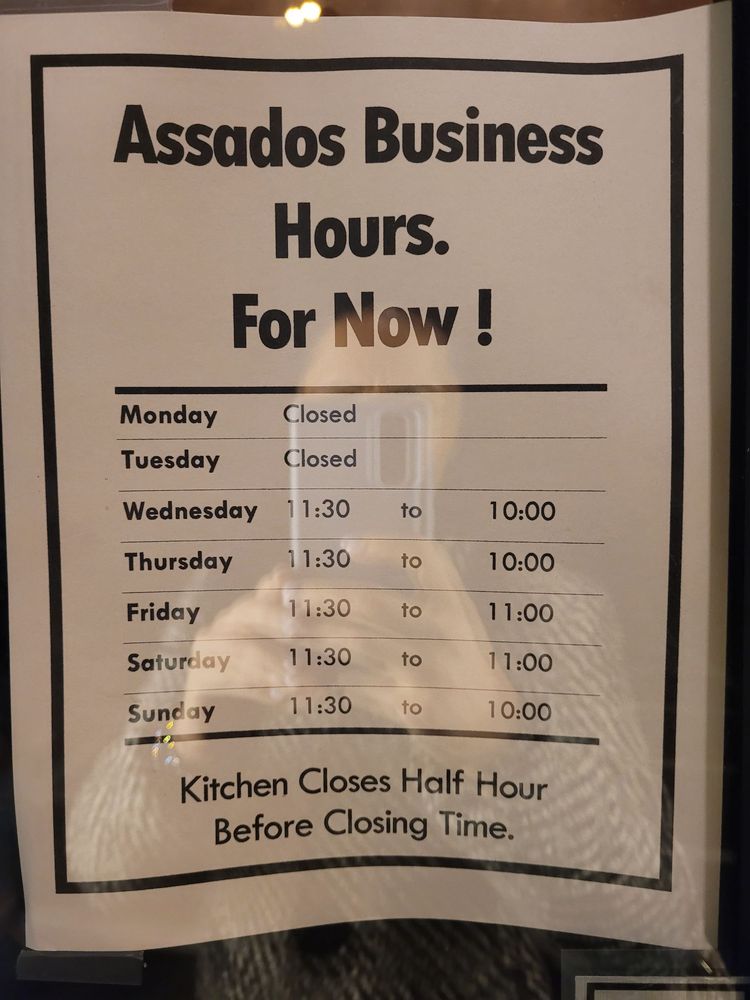 Assados Business
Hours.
For Now !
Monday Closed
Tuesday Closed
Wednesday 11:30 to 10:00
Thursday 11:30 to 10:00
Friday 11:30 to 11:00
Saturday 11:30 to 11:00
Sunday 11:30 to 10:00
Kitchen Closes Half Hour
Before Closing Time.